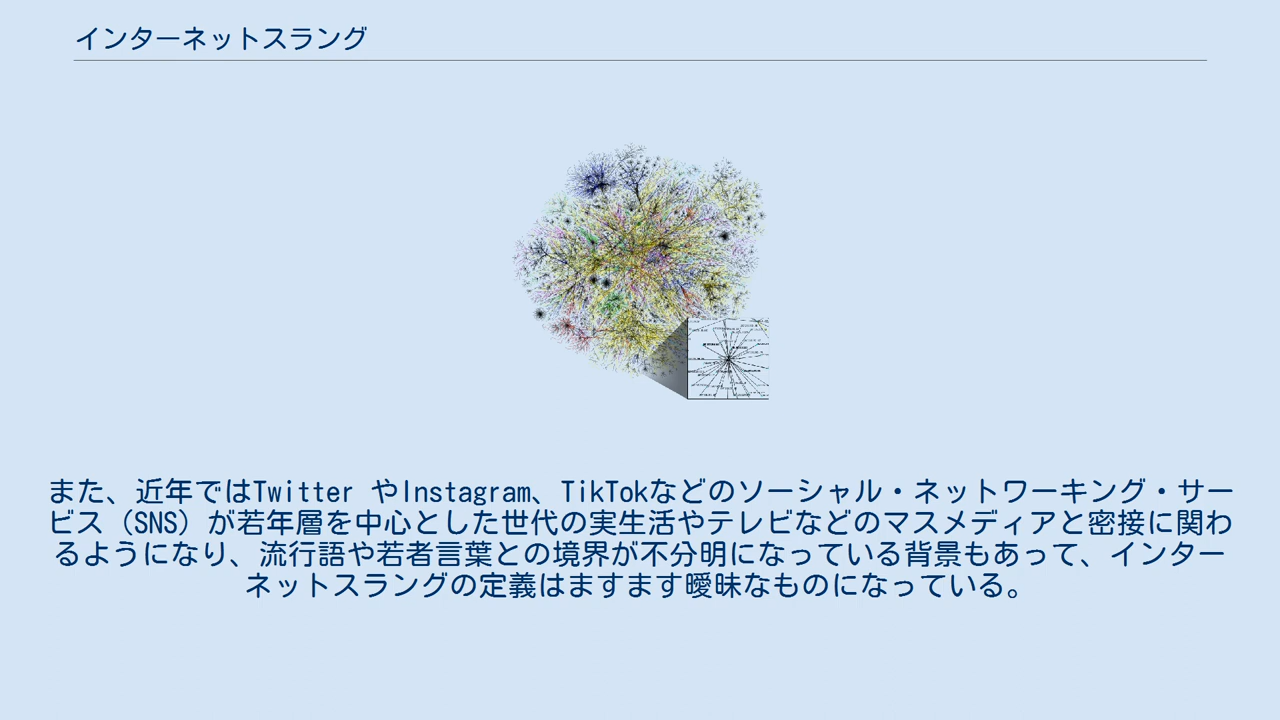 インターネットスラング
また、近年ではTwitter やInstagram、TikTokなどのソーシャル・ネットワーキング・サー
ビス（SNS）が若年層を中心とした世代の実生活やテレビなどのマスメディアと密接に関わ
るようになり、流行語や若者言葉との境界が不分明になっている背景もあって、インター
ネットスラングの定義はますます曖昧なものになっている。